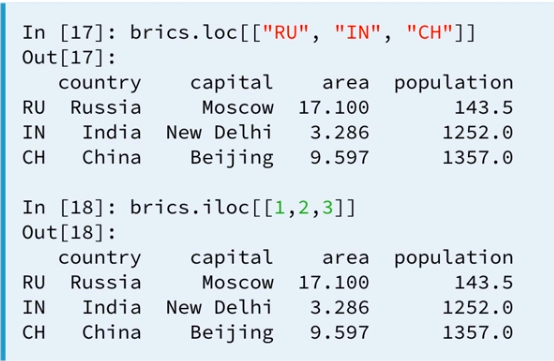 In [17]: brics.loc[["RU", "IN", "CH"]]
Out[17]:
   country    capital    area  population
RU  Russia     Moscow  17.100       143.5
IN   India  New Delhi   3.286      1252.0
CH   China    Beijing   9.597      1357.0

In [18]: brics.iloc[[1,2,3]]
Out[18]:
   country    capital    area  population
RU  Russia     Moscow  17.100       143.5
IN   India  New Delhi   3.286      1252.0
CH   China    Beijing   9.597      1357.0